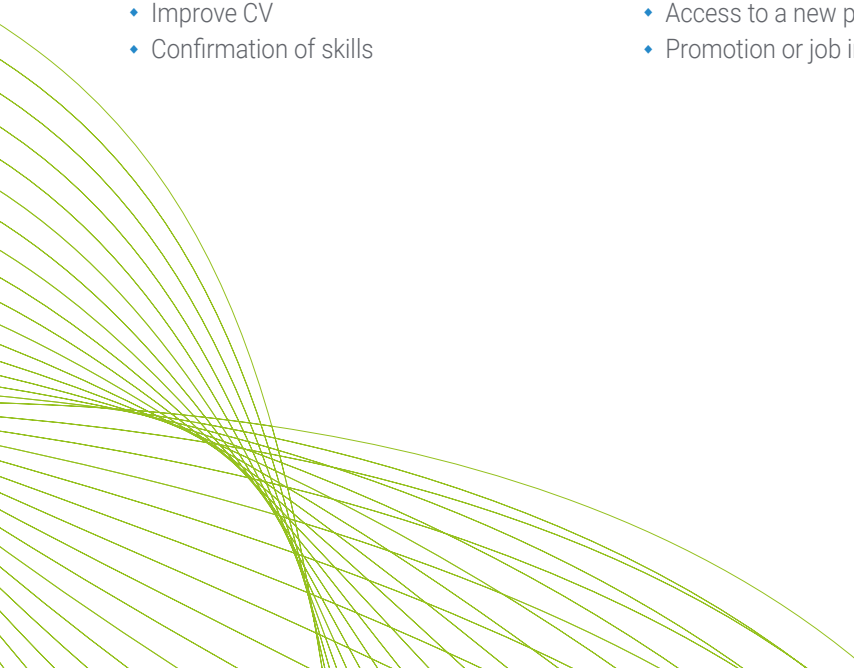 Improve CV
Confirmation of skills
Access to a new
Promotion or job